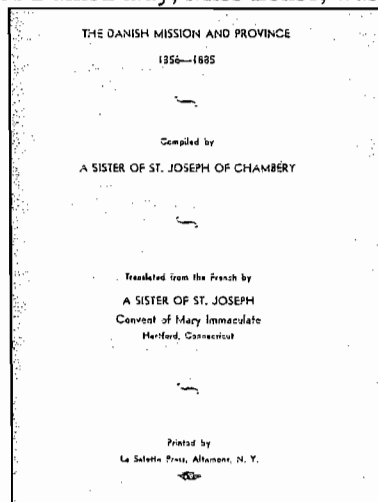 THE DANISH MISSION AND PROVINCE
1856—1885
Compiled by
A SISTER OF ST. JOSEPH OF CHAMBÉRY
Translated from the French by
A SISTER OF ST. JOSEPH
Convent of Mary Immaculate
Hartford, Connecticut
Printed by
La Salette Press, Altamont, N. Y.